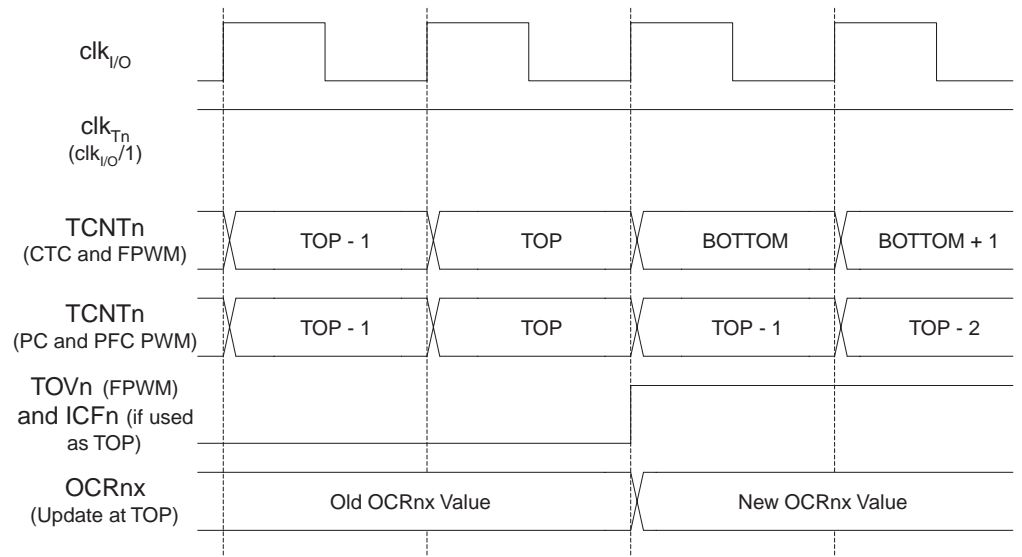 clkI/O
clkTn
(clkI/O/1)
TCNTn
(CTC and FPWM)
TOP - 1 TOP BOTTOM BOTTOM + 1
TCNTn
(PC and PFC PWM)
TOP - 1 TOP TOP - 1 TOP - 2
TOVn (FPWM)
and ICFn (if used
as TOP)
OCRnx
(Update at TOP)
Old OCRnx Value New OCRnx Value